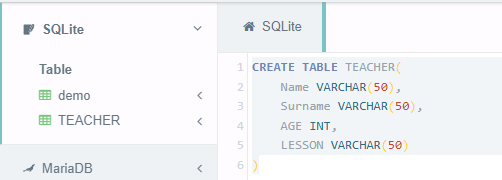 SQLite
Table
demo
TEACHER
MariaDB
SQLite
1 CREATE TABLE TEACHER(
2 Name VARCHAR(50),
3 Surname VARCHAR(50),
4 AGE INT,
5 LESSON VARCHAR(50)
6 )